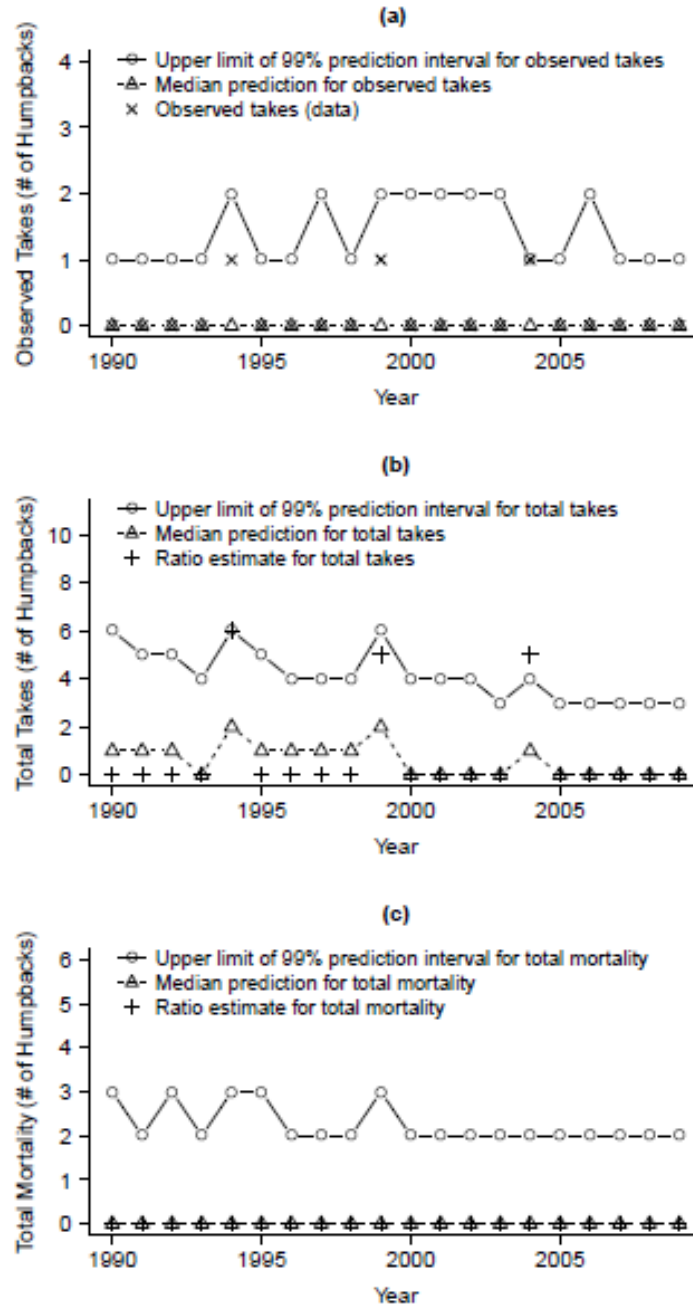 (a)
Upper limit of 99% prediction interval for observed takes
Median prediction for observed takes
Observed takes (data)
Observed Takes (# of Humpbacks)
4
3
2
1
0
1990 1995 2000 2005
Year
(b)
Upper limit of 99% prediction interval for total takes
Median prediction for total takes
Ratio estimate for total takes
Total Takes (# of Humpbacks)
10
8
6
4
2
0
1990 1995 2000 2005
Year
(c)
Upper limit of 99% prediction interval for total mortality
Median prediction for total mortality
Ratio estimate for total mortality
Total Mortality (# of Humpbacks)
6
5
4
3
2
1
0
1990 1995 2000 2005
Year